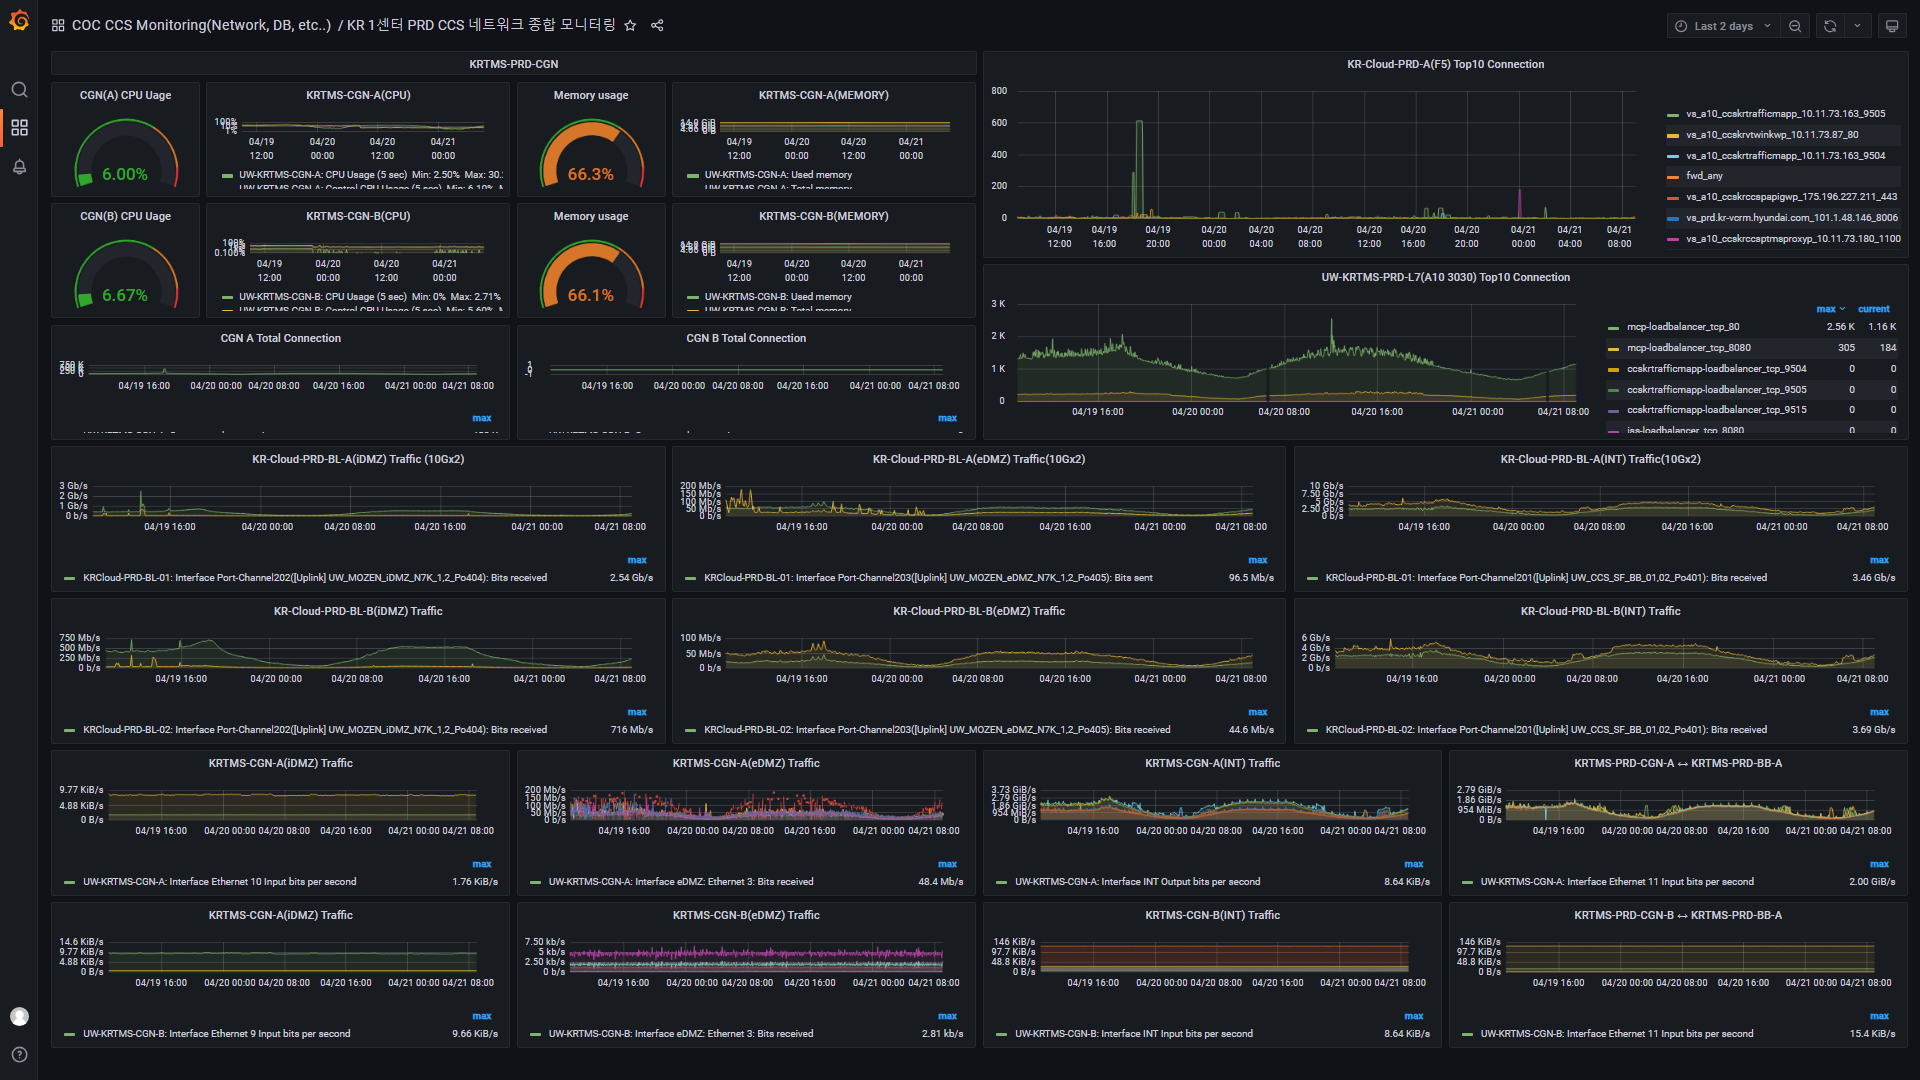 COC CCS Monitoring(Network, DB, etc..) / KR 1센터 PRD CCS 네트워크 종합 모니터링
Last 2 days
KRTMS-PRD-CGN
CGN(A) CPU Uage
6.00%
KRTMS-CGN-A(CPU)
100%
1%
04/19 12:00
04/20 00:00
04/20 12:00
04/21 00:00
UW-KRTMS-CGN-A: CPU Usage (5 sec) Min: 2.50% Max: 30.
UW-KRTMS-CGN-A: Control CPU Usage (5 sec) Min: 6.10%
Memory usage
66.3%
KRTMS-CGN-A(MEMORY)
04/19 12:00
04/20 00:00
04/20 12:00
04/21 00:00
UW-KRTMS-CGN-A: Used memory
UW-KRTMS-CGN-A: Total memory
CGN(B) CPU Uage
6.67%
KRTMS-CGN-B(CPU)
100%
0.100%
04/19 12:00
04/20 00:00
04/20 12:00
04/21 00:00
UW-KRTMS-CGN-B: CPU Usage (5 sec) Min: 0% Max: 2.71%
UW-KRTMS-CGN-B: Control CPU Usage (5 sec) Min: 5.60%
Memory usage
66.1%
KRTMS-CGN-B(MEMORY)
04/19 12:00
04/20 00:00
04/20 12:00
04/21 00:00
UW-KRTMS-CGN-B: Used memory
UW-KRTMS-CGN-B: Total memory
CGN A Total Connection
750 K
250 K
0
04/19 16:00 04/20 00:00 04/20 08:00 04/20 16:00 04/21 00:00 04/21 08:00
max
CGN B Total Connection
1
0
-1
04/19 16:00 04/20 00:00 04/20 08:00 04/20 16:00 04/21 00:00 04/21 08:00
max
KR-Cloud-PRD-A(F5) Top10 Connection
800
600
400
200
0
04/19 12:00
04/19 16:00
04/19 20:00
04/20 00:00
04/20 04:00
04/20 08:00
04/20 12:00
04/20 16:00
04/20 20:00
04/21 00:00
04/21 04:00
04/21 08:00
vs_a10_ccskrtrafficmapp_10.11.73.163_9505
vs_a10_ccskrvtwinkwp_10.11.73.87_80
vs_a10_ccskrtrafficmapp_10.11.73.163_9504
fwd_any
vs_a10_ccskrccspapigwp_175.196.227.211_443
vs_prd.kr-vcrm.hyundai.com_101.1.48.146_8006
vs_a10_ccskrccsptmsproxyp_10.11.73.180_1100
UW-KRTMS-PRD-L7(A10 3030) Top10 Connection
3 K
2 K
1 K
0
04/19 16:00 04/20 00:00 04/20 08:00 04/20 16:00 04/21 00:00 04/21 08:00
max current
mcp-loadbalancer_tcp_80 2.56 K 1.16 K
mcp-loadbalancer_tcp_8080 305 184
ccskrtrafficmapp-loadbalancer_tcp_9504 0 0
ccskrtrafficmapp-loadbalancer_tcp_9505 0 0
ccskrtrafficmapp-loadbalancer_tcp_9515 0 0
iss-loadbalancer_tcp_8080 0 0
KR-Cloud-PRD-BL-A(iDMZ) Traffic (10Gx2)
3 Gb/s
2 Gb/s
1 Gb/s
0 b/s
04/19 16:00 04/20 00:00 04/20 08:00 04/20 16:00 04/21 00:00 04/21 08:00
max
KRCloud-PRD-BL-01: Interface Port-Channel202([Uplink] UW_MOZEN_iDMZ_N7K_1,2_Po404): Bits received 2.54 Gb/s
KR-Cloud-PRD-BL-A(eDMZ) Traffic(10Gx2)
200 Mb/s
150 Mb/s
100 Mb/s
50 Mb/s
0 b/s
04/19 16:00 04/20 00:00 04/20 08:00 04/20 16:00 04/21 00:00 04/21 08:00
max
KRCloud-PRD-BL-01: Interface Port-Channel203([Uplink] UW_MOZEN_eDMZ_N7K_1,2_Po405): Bits sent 96.5 Mb/s
KR-Cloud-PRD-BL-A(INT) Traffic(10Gx2)
10 Gb/s
7.50 Gb/s
5 Gb/s
2.50 Gb/s
0 b/s
04/19 16:00 04/20 00:00 04/20 08:00 04/20 16:00 04/21 00:00 04/21 08:00
max
KRCloud-PRD-BL-01: Interface Port-Channel201([Uplink] UW_CCS_SF_BB_01,02_Po401): Bits received 3.46 Gb/s
KR-Cloud-PRD-BL-B(iDMZ) Traffic
750 Mb/s
500 Mb/s
250 Mb/s
0 b/s
04/19 16:00 04/20 00:00 04/20 08:00 04/20 16:00 04/21 00:00 04/21 08:00
max
KRCloud-PRD-BL-02: Interface Port-Channel202([Uplink] UW_MOZEN_iDMZ_N7K_1,2_Po404): Bits received 716 Mb/s
KR-Cloud-PRD-BL-B(eDMZ) Traffic
100 Mb/s
50 Mb/s
0 b/s
04/19 16:00 04/20 00:00 04/20 08:00 04/20 16:00 04/21 00:00 04/21 08:00
max
KRCloud-PRD-BL-02: Interface Port-Channel203([Uplink] UW_MOZEN_eDMZ_N7K_1,2_Po405): Bits received 44.6 Mb/s
KR-Cloud-PRD-BL-B(INT) Traffic
6 Gb/s
4 Gb/s
2 Gb/s
0 b/s
04/19 16:00 04/20 00:00 04/20 08:00 04/20 16:00 04/21 00:00 04/21 08:00
max
KRCloud-PRD-BL-02: Interface Port-Channel201([Uplink] UW_CCS_SF_BB_01,02_Po401): Bits received 3.69 Gb/s
KRTMS-CGN-A(iDMZ) Traffic
9.77 KiB/s
4.88 KiB/s
0 B/s
04/19 16:00 04/20 00:00 04/20 08:00 04/20 16:00 04/21 00:00 04/21 08:00
max
UW-KRTMS-CGN-A: Interface Ethernet 10 Input bits per second 1.76 KiB/s
KRTMS-CGN-A(eDMZ) Traffic
200 Mb/s
150 Mb/s
100 Mb/s
50 Mb/s
0 b/s
04/19 16:00 04/20 00:00 04/20 08:00 04/20 16:00 04/21 00:00 04/21 08:00
max
UW-KRTMS-CGN-A: Interface eDMZ: Ethernet 3: Bits received 48.4 Mb/s
KRTMS-CGN-A(INT) Traffic
3.73 GiB/s
2.79 GiB/s
1.86 GiB/s
954 MiB/s
0 B/s
04/19 16:00 04/20 00:00 04/20 08:00 04/20 16:00 04/21 00:00 04/21 08:00
max
UW-KRTMS-CGN-A: Interface INT Output bits per second 8.64 KiB/s
KRTMS-PRD-CGN-A ↔ KRTMS-PRD-BB-A
2.79 GiB/s
1.86 GiB/s
954 MiB/s
0 B/s
04/19 16:00 04/20 00:00 04/20 08:00 04/20 16:00 04/21 00:00 04/21 08:00
max
UW-KRTMS-CGN-A: Interface Ethernet 11 Input bits per second 2.00 GiB/s
KRTMS-CGN-A(iDMZ) Traffic
14.6 KiB/s
9.77 KiB/s
4.88 KiB/s
0 B/s
04/19 16:00 04/20 00:00 04/20 08:00 04/20 16:00 04/21 00:00 04/21 08:00
max
UW-KRTMS-CGN-B: Interface Ethernet 9 Input bits per second 9.66 KiB/s
KRTMS-CGN-B(eDMZ) Traffic
7.50 kb/s
5 kb/s
2.50 kb/s
0 b/s
04/19 16:00 04/20 00:00 04/20 08:00 04/20 16:00 04/21 00:00 04/21 08:00
max
UW-KRTMS-CGN-B: Interface eDMZ: Ethernet 3: Bits received 2.81 kb/s
KRTMS-CGN-B(INT) Traffic
146 KiB/s
97.7 KiB/s
48.8 KiB/s
0 B/s
04/19 16:00 04/20 00:00 04/20 08:00 04/20 16:00 04/21 00:00 04/21 08:00
max
UW-KRTMS-CGN-B: Interface INT Input bits per second 8.64 KiB/s
KRTMS-PRD-CGN-B ↔ KRTMS-PRD-BB-A
146 KiB/s
97.7 KiB/s
48.8 KiB/s
0 B/s
04/19 16:00 04/20 00:00 04/20 08:00 04/20 16:00 04/21 00:00 04/21 08:00
max
UW-KRTMS-CGN-B: Interface Ethernet 11 Input bits per second 15.4 KiB/s